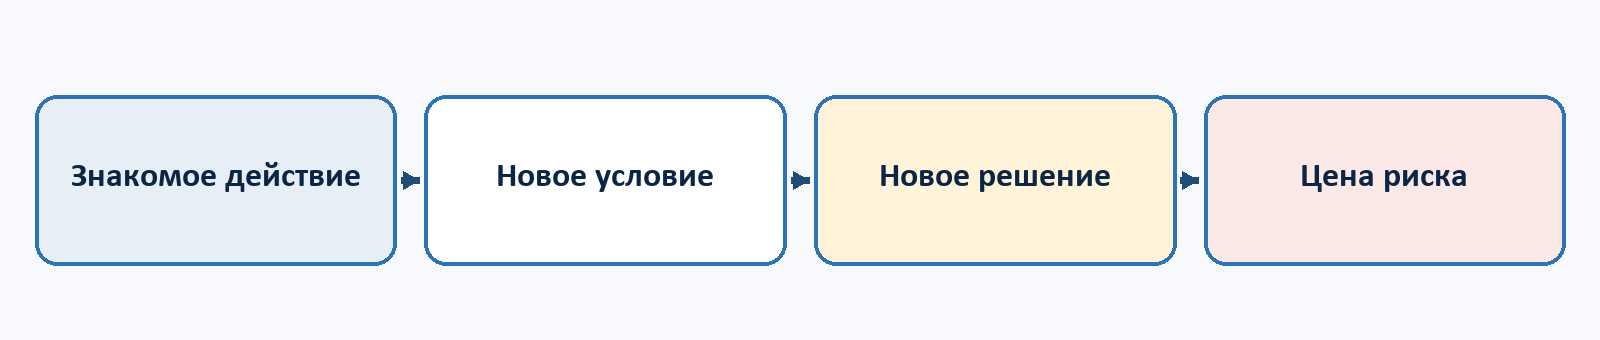 Знакомое действие
Новое условие
Новое решение
Цена риска